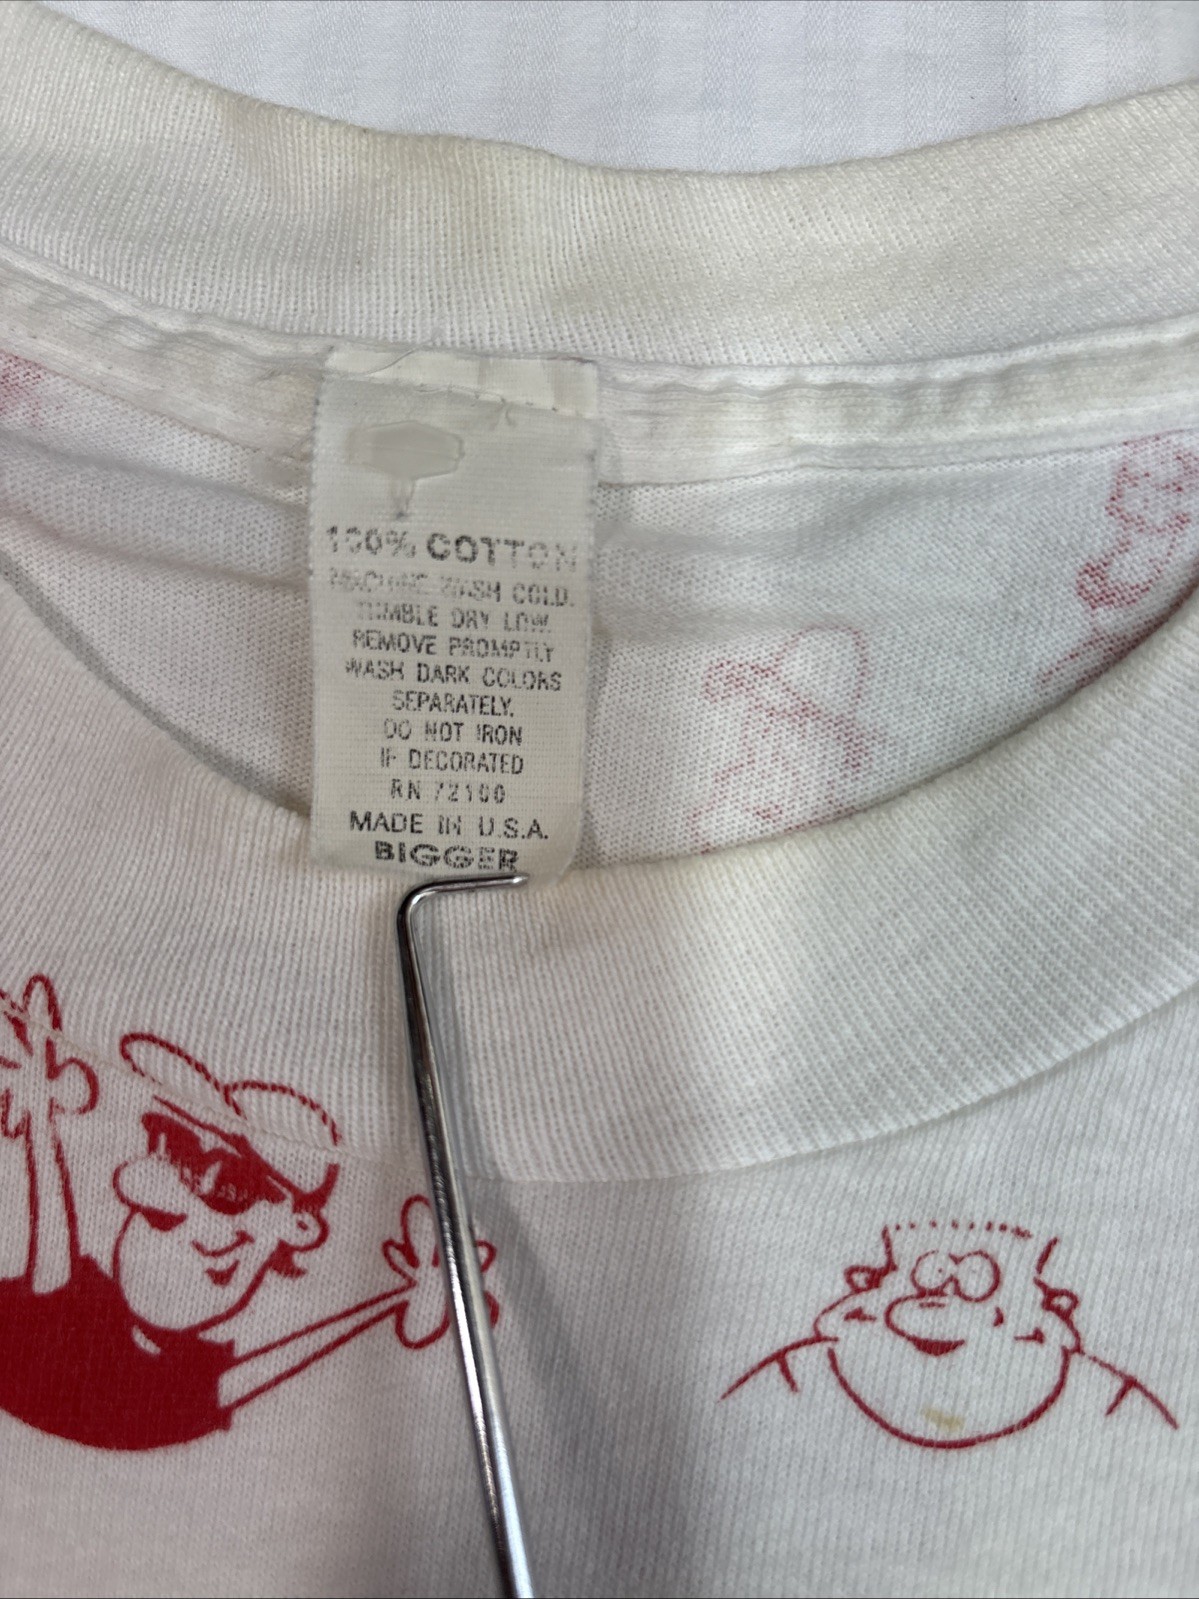 100% COTTON
MACHINE WASH COLD.
TUMBLE DRY LOW.
REMOVE PROMPTLY
WASH DARK COLORS
SEPARATELY.
DO NOT IRON
IF DECORATED
RN 72100
MADE IN U.S.A.
BIGGER